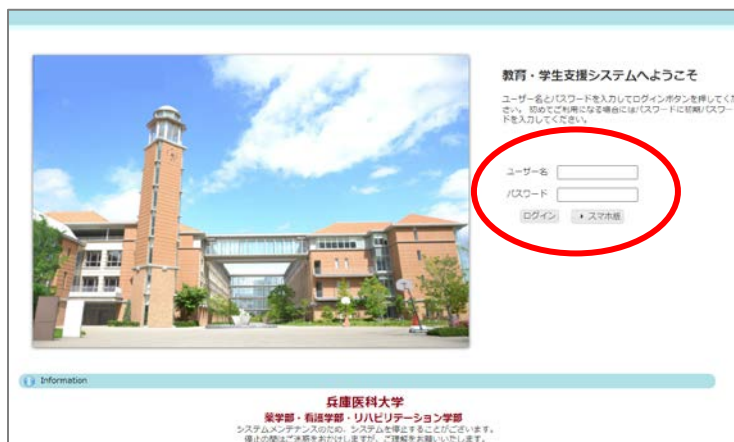 教育・学生支援システムへようこそ
ユーザー名とパスワードを入力してログインボタンを押してくだ
さい。 初めてご利用になる場合にはパスワードに初期パスワー
ドを入力してください。
ユーザー名
パスワード
ログイン
スマホ版
Information
兵庫医科大学
薬学部・看護学部・リハビリテーション学部
システムメンテナンスのため、システムを停止することがございます。
停止の間はご迷惑をおかけしますが、ご理解をお願いいたします。